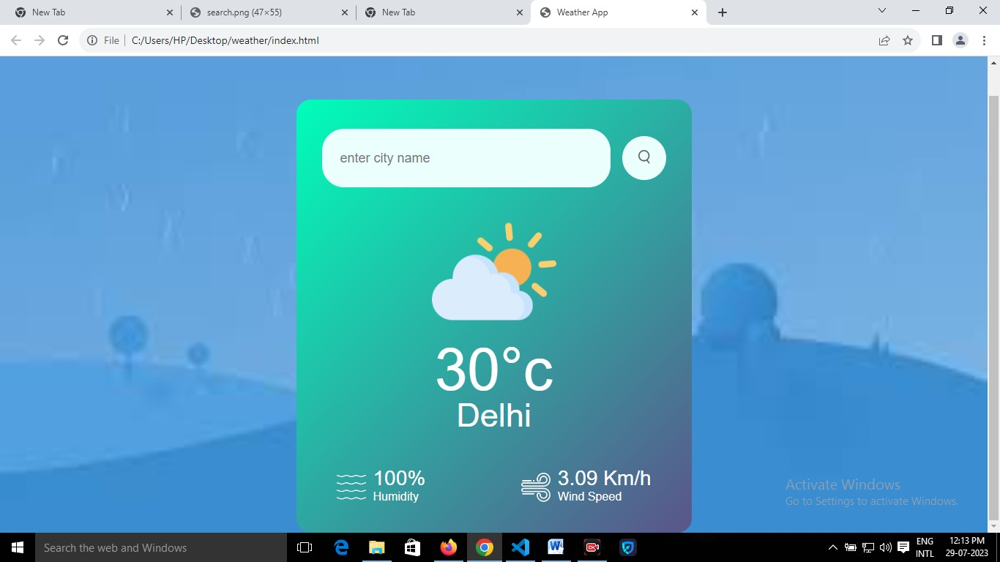 New Tab
search.png (47×55)
New Tab
Weather App
File
C:/Users/HP/Desktop/weather/index.html
enter city name
30°c
Delhi
100%
Humidity
3.09 Km/h
Wind Speed
Activate Windows
Go to Settings to activate Windows.
Search the web and Windows
ENG
INTL
12:13 PM
29-07-2023